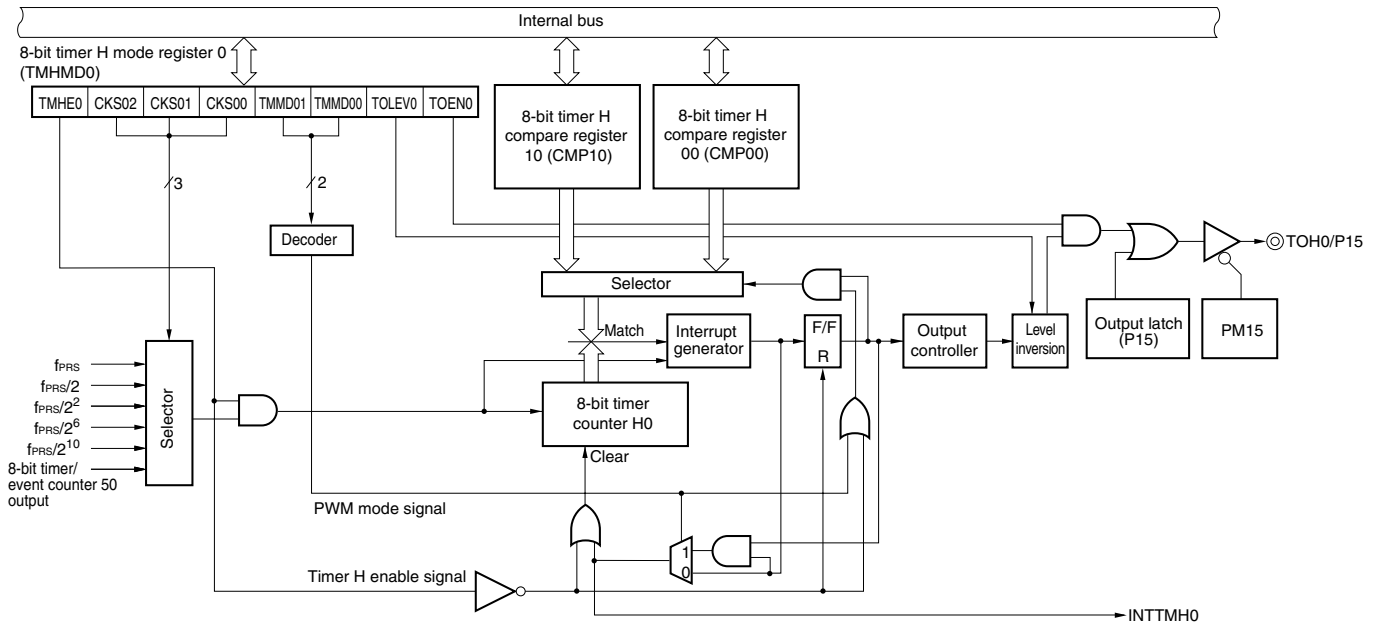 Internal bus
8-bit timer H mode register 0
(TMHMD0)
TMHE0 CKS02 CKS01 CKS00 TMMD01 TMMD00 TOLEV0 TOEN0
8-bit timer H
compare register
10 (CMP10)
8-bit timer H
compare register
00 (CMP00)
3
2
Decoder
TOH0/P15
Selector
Match
Interrupt
generator
F/F
R
Output
controller
Level
inversion
Output latch
(P15)
PM15
fPRS
fPRS/2
fPRS/2²
fPRS/2⁶
fPRS/2¹⁰
8-bit timer/
event counter 50
output
Selector
8-bit timer
counter H0
Clear
PWM mode signal
1
0
Timer H enable signal
INTTMH0